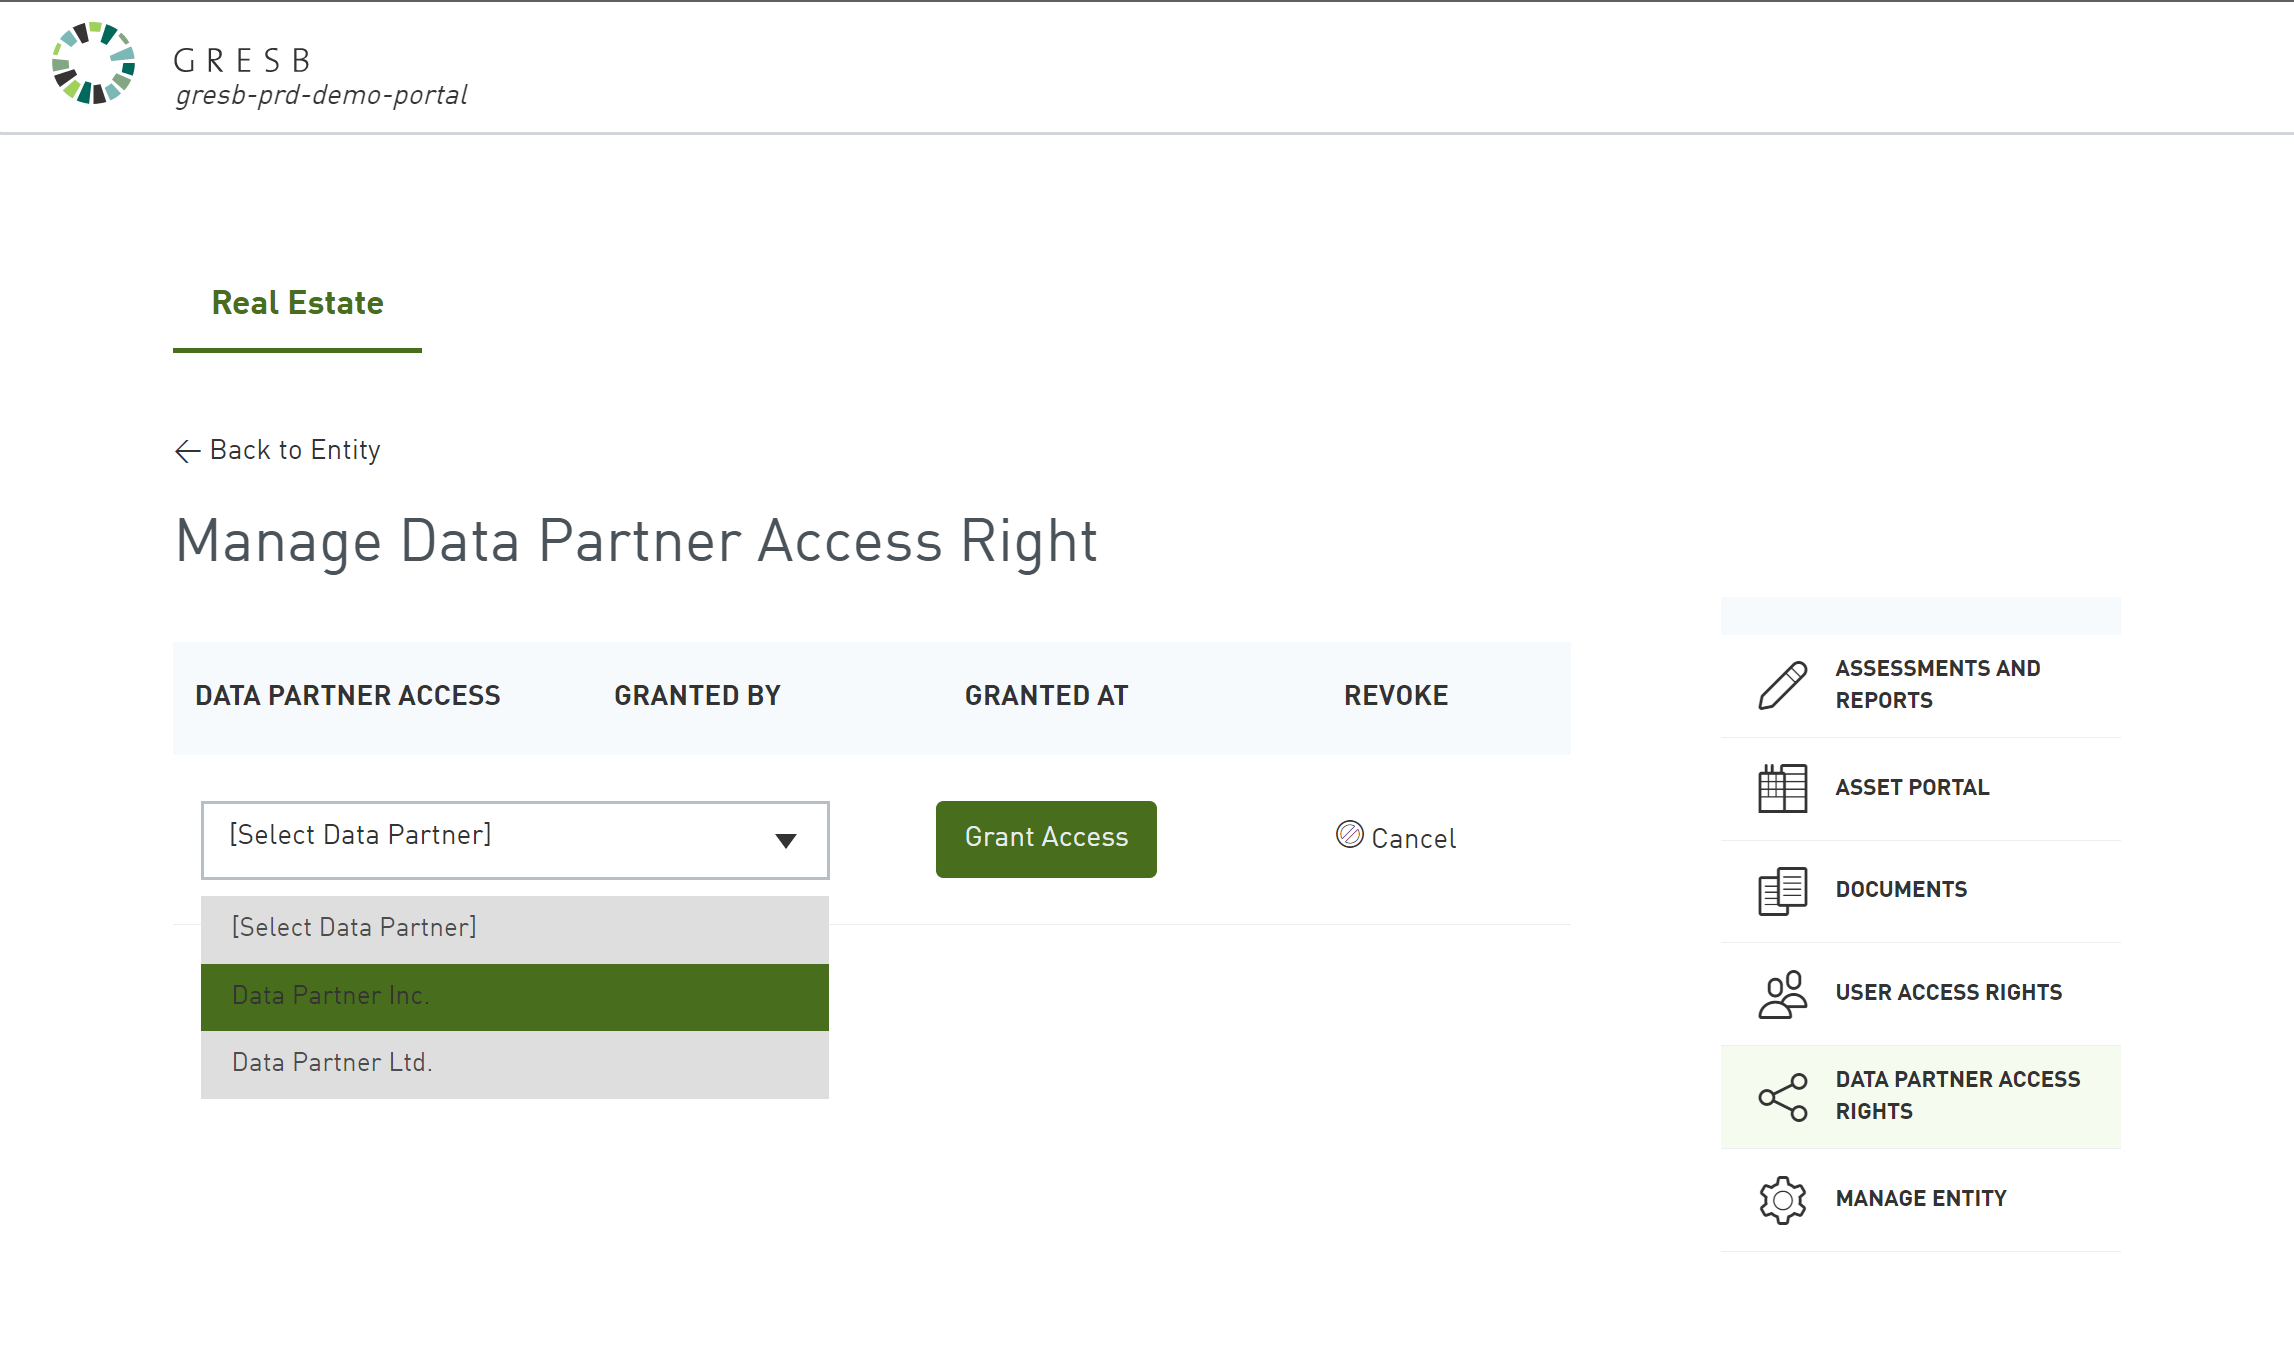 GRESB
gresb-prd-demo-portal
Real Estate
Back to Entity
Manage Data Partner Access Right
DATA PARTNER ACCESS GRANTED BY GRANTED AT REVOKE
[Select Data Partner] Grant Access Cancel
[Select Data Partner]
Data Partner Inc.
Data Partner Ltd.
ASSESSMENTS AND
REPORTS
ASSET PORTAL
DOCUMENTS
USER ACCESS RIGHTS
DATA PARTNER ACCESS
RIGHTS
MANAGE ENTITY